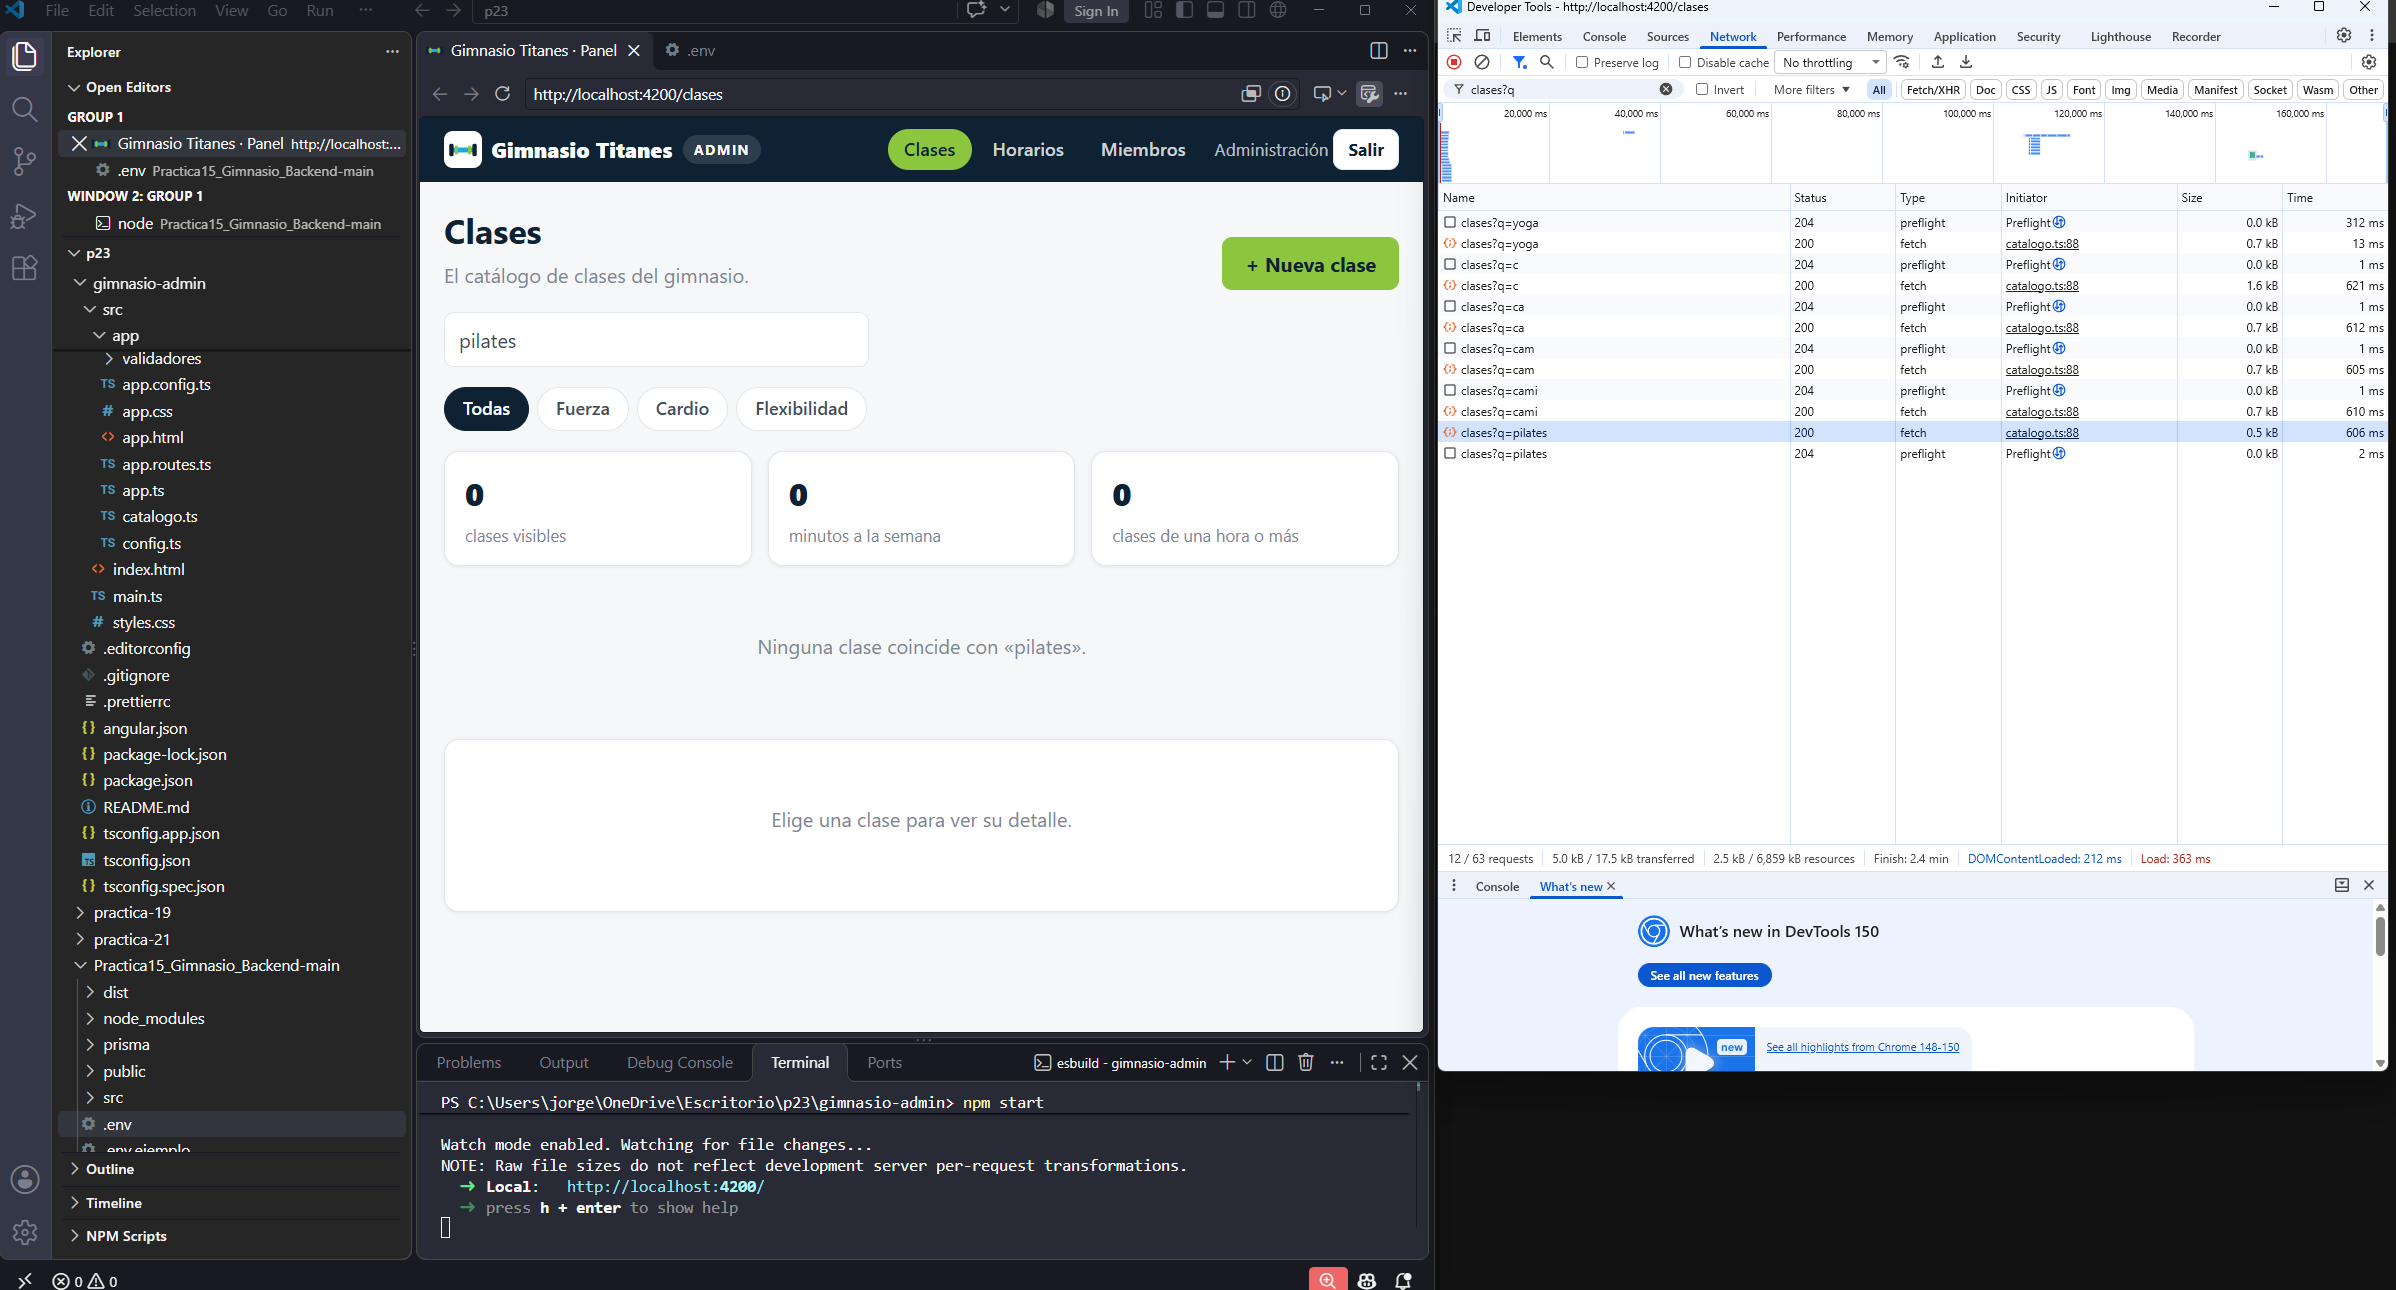 File Edit Selection View Go Run ··· p23 Sign In
Explorer
Open Editors
GROUP 1
Gimnasio Titanes · Panel http://localhost:...
.env Practica15_Gimnasio_Backend-main
WINDOW 2: GROUP 1
node Practica15_Gimnasio_Backend-main
p23
gimnasio-admin
src
app
validadores
TS app.config.ts
# app.css
<> app.html
TS app.routes.ts
TS app.ts
TS catalogo.ts
TS config.ts
<> index.html
TS main.ts
# styles.css
.editorconfig
.gitignore
.prettierrc
{} angular.json
{} package-lock.json
{} package.json
README.md
{} tsconfig.app.json
TS tsconfig.json
{} tsconfig.spec.json
practica-19
practica-21
Practica15_Gimnasio_Backend-main
dist
node_modules
prisma
public
src
.env
.env.ejemplo
Outline
Timeline
NPM Scripts
0 0
Gimnasio Titanes · Panel .env
http://localhost:4200/clases
Gimnasio Titanes ADMIN Clases Horarios Miembros Administración Salir
Clases
El catálogo de clases del gimnasio.
+ Nueva clase
pilates
Todas Fuerza Cardio Flexibilidad
0 0 0
clases visibles minutos a la semana clases de una hora o más
Ninguna clase coincide con «pilates».
Elige una clase para ver su detalle.
Problems Output Debug Console Terminal Ports esbuild - gimnasio-admin
PS C:\Users\jorge\OneDrive\Escritorio\p23\gimnasio-admin> npm start
Watch mode enabled. Watching for file changes...
NOTE: Raw file sizes do not reflect development server per-request transformations.
➜ Local: http://localhost:4200/
➜ press h + enter to show help
Developer Tools - http://localhost:4200/clases
Elements Console Sources Network Performance Memory Application Security Lighthouse Recorder
Preserve log Disable cache No throttling
clases?q Invert More filters All Fetch/XHR Doc CSS JS Font Img Media Manifest Socket Wasm Other
20,000 ms 40,000 ms 60,000 ms 80,000 ms 100,000 ms 120,000 ms 140,000 ms 160,000 ms
Name Status Type Initiator Size Time
clases?q=yoga 204 preflight Preflight 0.0 kB 312 ms
clases?q=yoga 200 fetch catalogo.ts:88 0.7 kB 13 ms
clases?q=c 204 preflight Preflight 0.0 kB 1 ms
clases?q=c 200 fetch catalogo.ts:88 1.6 kB 621 ms
clases?q=ca 204 preflight Preflight 0.0 kB 1 ms
clases?q=ca 200 fetch catalogo.ts:88 0.7 kB 612 ms
clases?q=cam 204 preflight Preflight 0.0 kB 1 ms
clases?q=cam 200 fetch catalogo.ts:88 0.7 kB 605 ms
clases?q=cami 204 preflight Preflight 0.0 kB 1 ms
clases?q=cami 200 fetch catalogo.ts:88 0.7 kB 610 ms
clases?q=pilates 200 fetch catalogo.ts:88 0.5 kB 606 ms
clases?q=pilates 204 preflight Preflight 0.0 kB 2 ms
12 / 63 requests 5.0 kB / 17.5 kB transferred 2.5 kB / 6,859 kB resources Finish: 2.4 min DOMContentLoaded: 212 ms Load: 363 ms
Console What's new
What's new in DevTools 150
See all new features
new See all highlights from Chrome 148-150